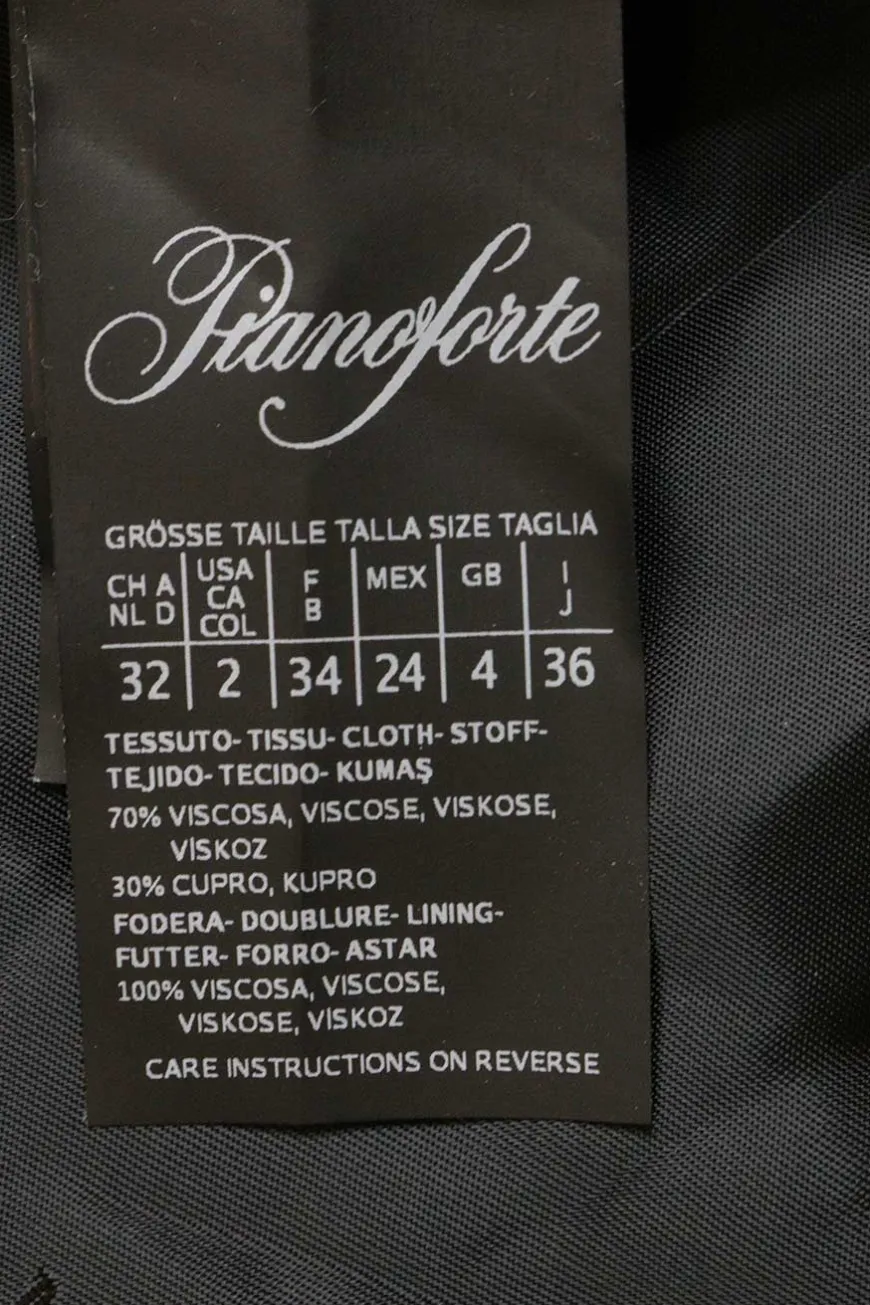 Pianoforte
GRÖSSE TAILLE TALLA SIZE TAGLIA
CH A NL D | USA CA COL | F B | MEX | GB | I J
32 | 2 | 34 | 24 | 4 | 36
TESSUTO- TISSU- CLOTH- STOFF-
TEJIDO- TECIDO- KUMAŞ
70% VISCOSA, VISCOSE, VISKOSE,
VİSKOZ
30% CUPRO, KUPRO
FODERA- DOUBLURE- LINING-
FUTTER- FORRO- ASTAR
100% VISCOSA, VISCOSE,
VISKOSE, VİSKOZ
CARE INSTRUCTIONS ON REVERSE